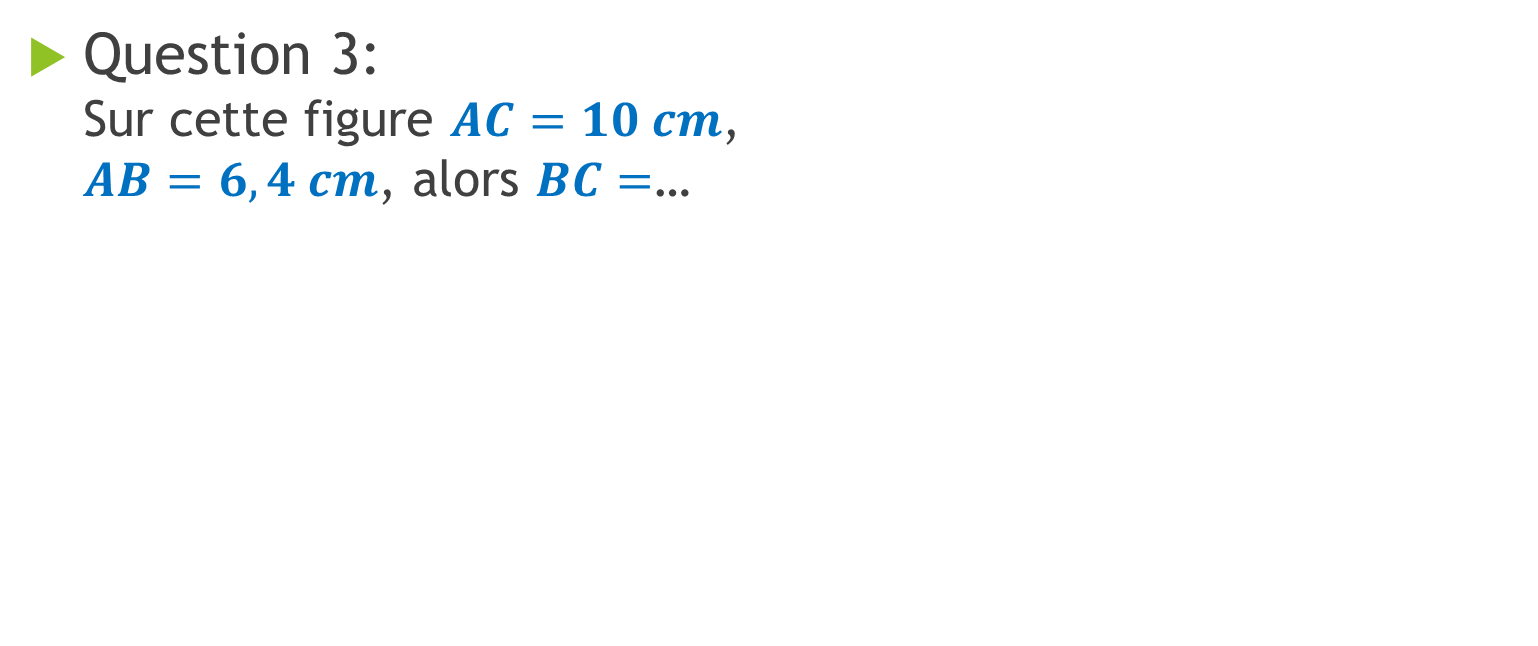 Question 3:
Sur cette figure AC = 10 cm,
AB = 6,4 cm, alors BC =…